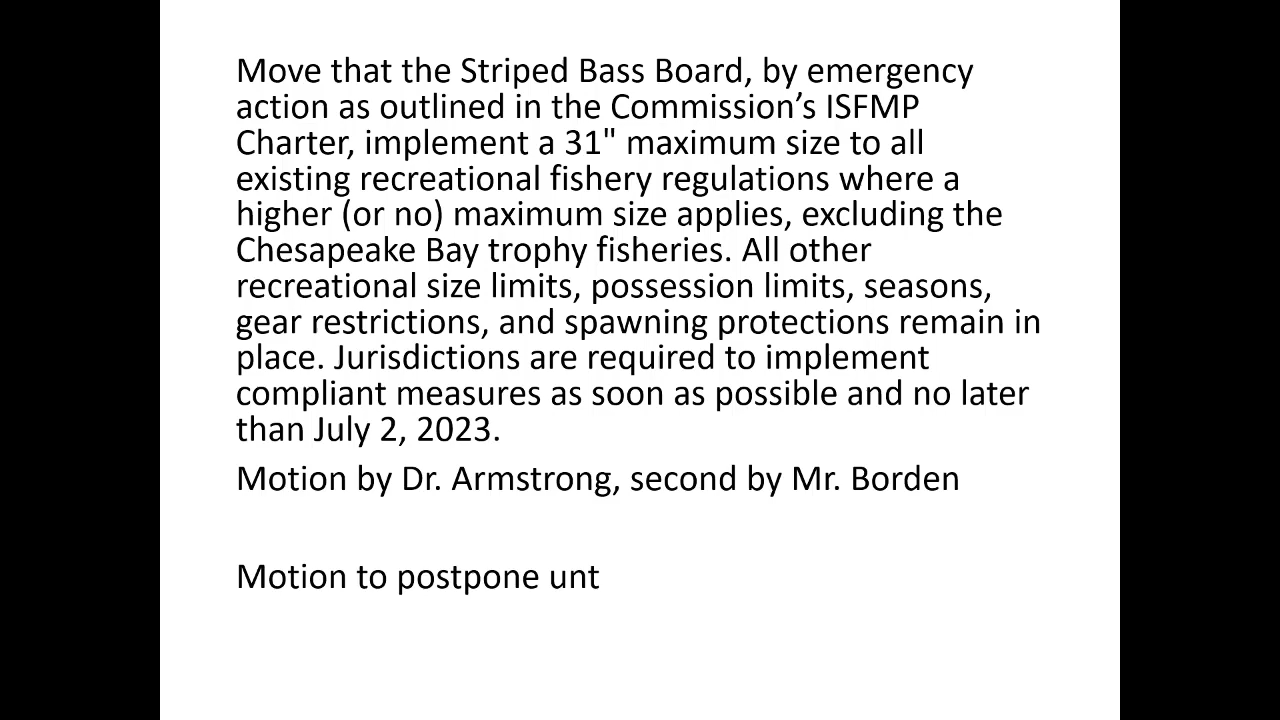 Move that the Striped Bass Board, by emergency
action as outlined in the Commission’s ISFMP
Charter, implement a 31" maximum size to all
existing recreational fishery regulations where a
higher (or no) maximum size applies, excluding the
Chesapeake Bay trophy fisheries. All other
recreational size limits, possession limits, seasons,
gear restrictions, and spawning protections remain in
place. Jurisdictions are required to implement
compliant measures as soon as possible and no later
than July 2, 2023.
Motion by Dr. Armstrong, second by Mr. Borden
Motion to postpone unt